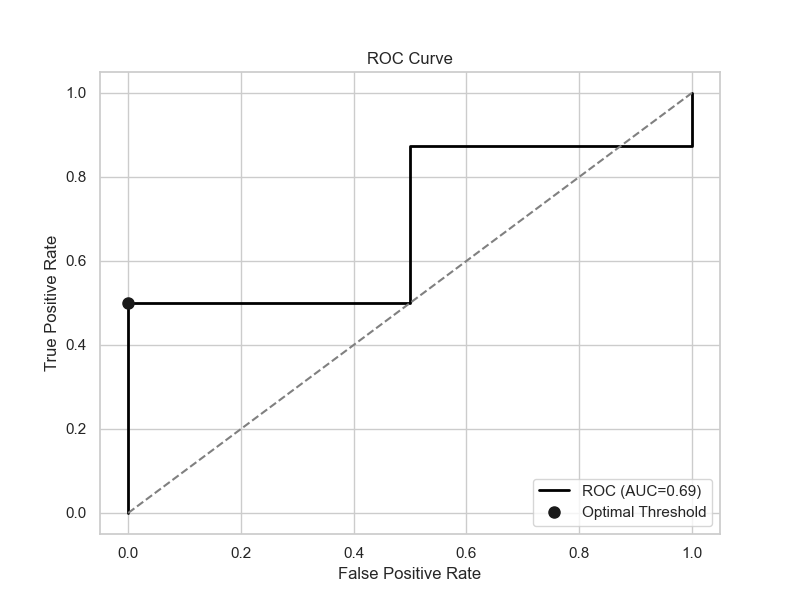 ROC Curve
1.0
0.8
0.6
0.4
0.2
0.0
True Positive Rate
0.0 0.2 0.4 0.6 0.8 1.0
False Positive Rate
ROC (AUC=0.69)
Optimal Threshold